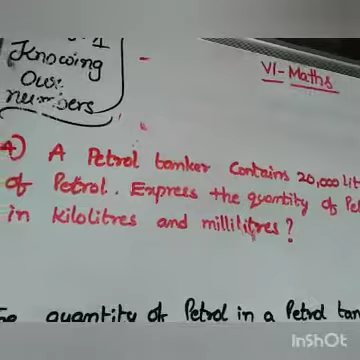 Knowing
Our
numbers
VI - Maths
4) A Petrol tanker contains 20,000
of Petrol. Express the quantity of
in kilolitres and millilitres?
quantity of Petrol in a Petrol
InShOt